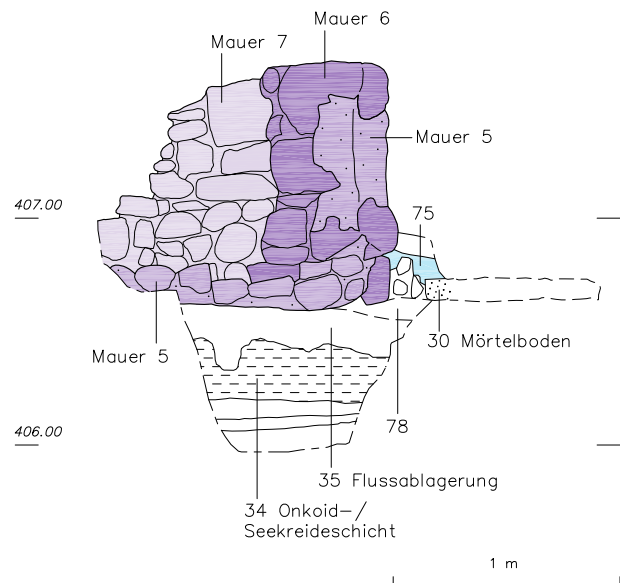 Mauer 6
Mauer 7
Mauer 5
407.00
75
Mauer 5
30 Mörtelboden
78
406.00
35 Flussablagerung
34 Onkoid-/
Seekreideschicht
1 m